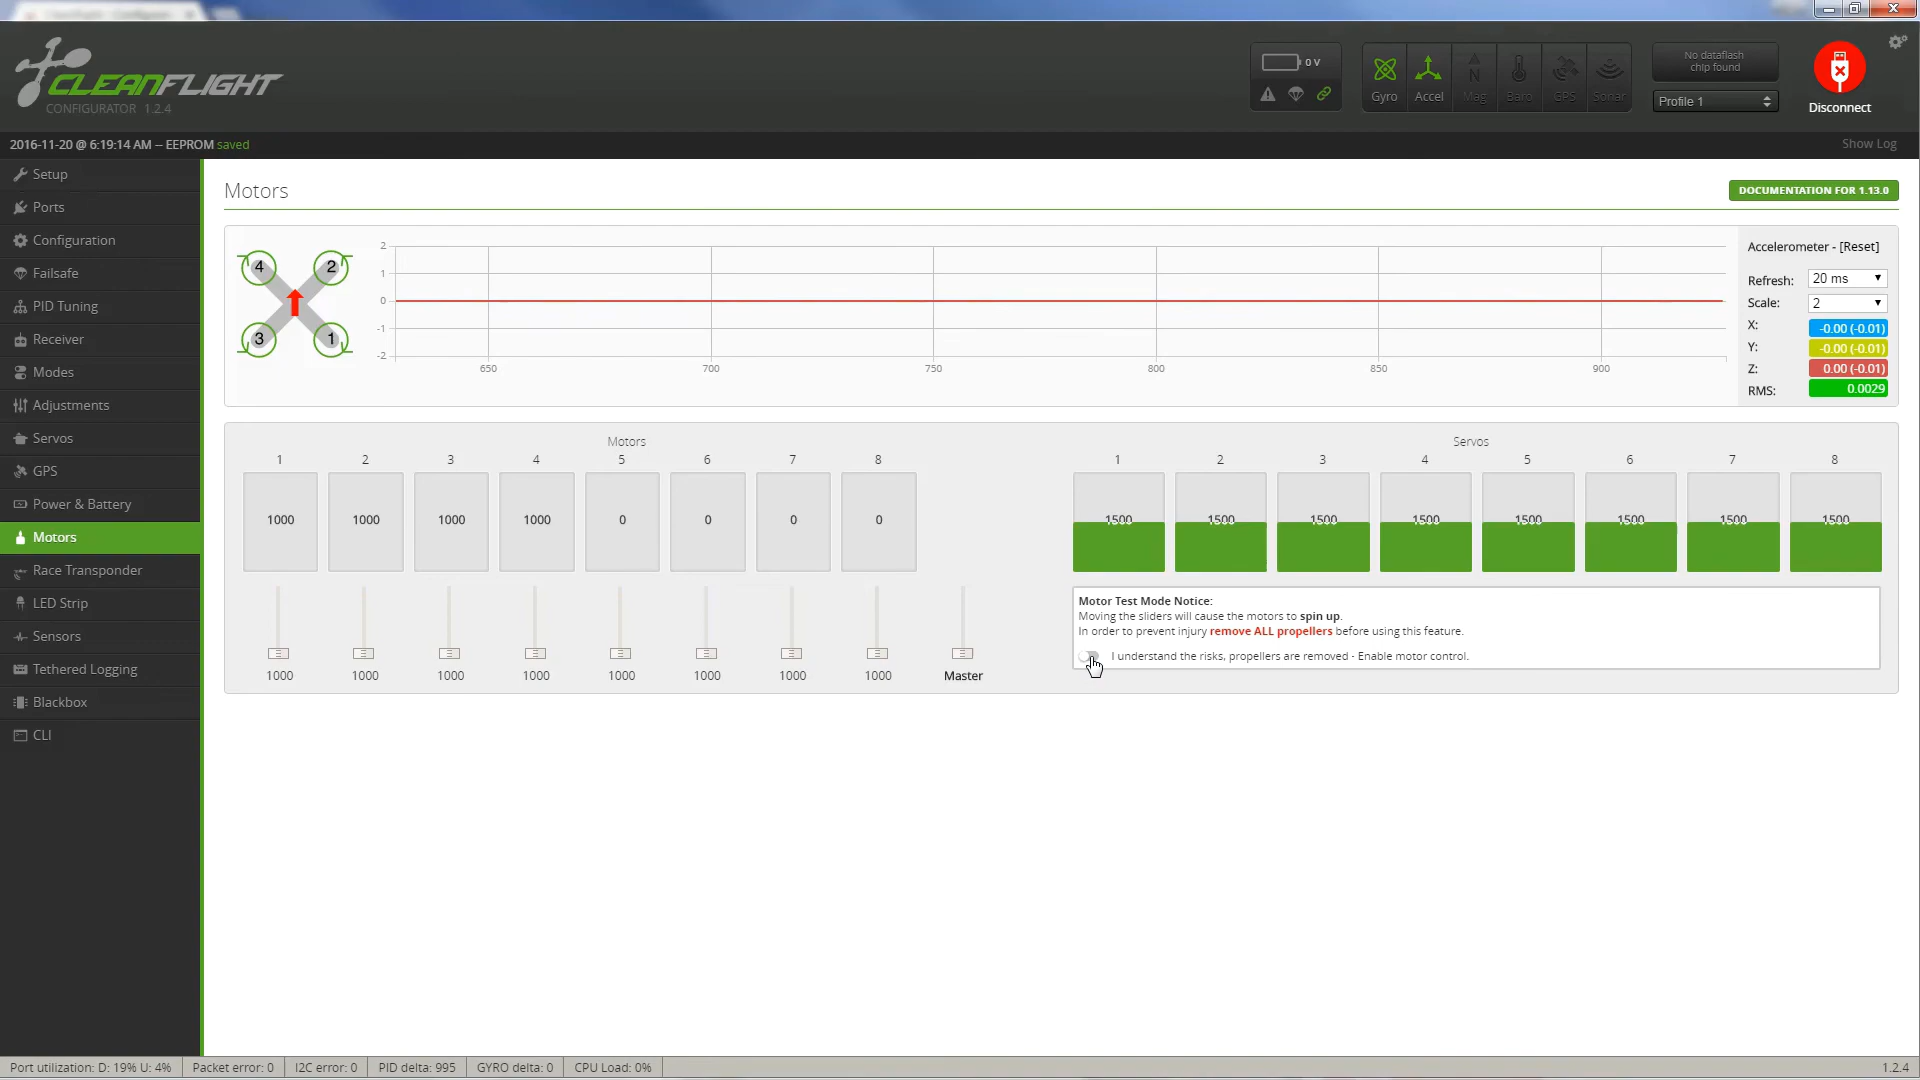 CLEANFLIGHT
CONFIGURATOR 1.2.4
0 V
Gyro Accel Mag Baro GPS Sonar
No dataflash
chip found
Profile 1
Disconnect
2016-11-20 @ 6:19:14 AM -- EEPROM saved
Show Log
Setup
Ports
Configuration
Failsafe
PID Tuning
Receiver
Modes
Adjustments
Servos
GPS
Power & Battery
Motors
Race Transponder
LED Strip
Sensors
Tethered Logging
Blackbox
CLI
Motors
DOCUMENTATION FOR 1.13.0
4 2
3 1
2
1
0
-1
-2
650 700 750 800 850 900
Accelerometer - [Reset]
Refresh: 20 ms
Scale: 2
X: -0.00 (-0.01)
Y: -0.00 (-0.01)
Z: 0.00 (-0.01)
RMS: 0.0029
Motors
1 2 3 4 5 6 7 8
1000 1000 1000 1000 0 0 0 0
1000 1000 1000 1000 1000 1000 1000 1000 Master
Servos
1 2 3 4 5 6 7 8
1500 1500 1500 1500 1500 1500 1500 1500
Motor Test Mode Notice:
Moving the sliders will cause the motors to spin up.
In order to prevent injury remove ALL propellers before using this feature.
I understand the risks, propellers are removed - Enable motor control.
Port utilization: D: 19% U: 4% Packet error: 0 I2C error: 0 PID delta: 995 GYRO delta: 0 CPU Load: 0% 1.2.4